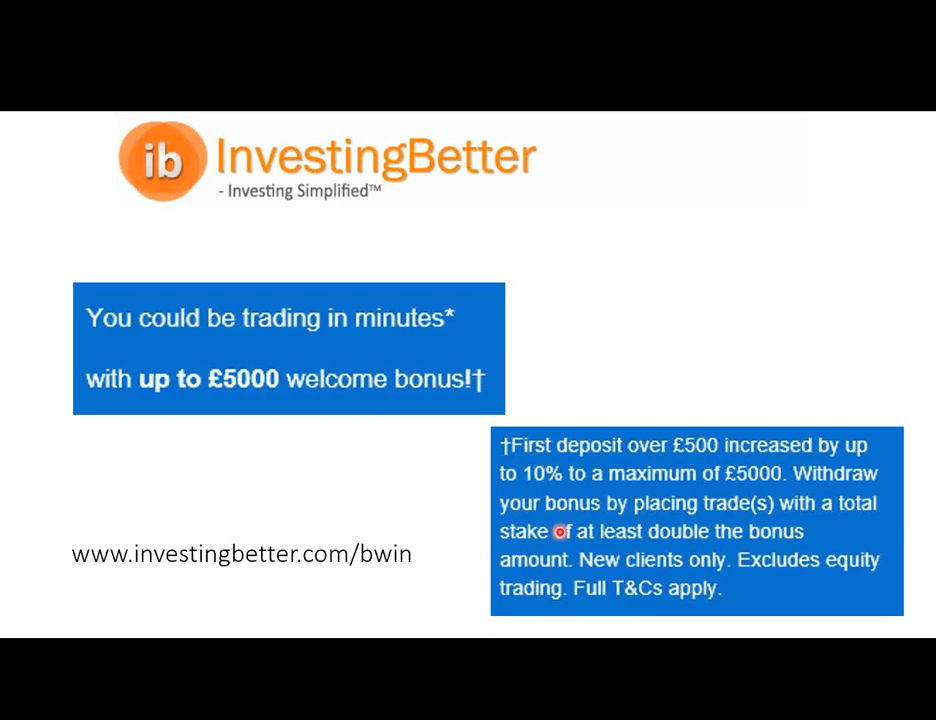 ib InvestingBetter
- Investing Simplified™
You could be trading in minutes*
with up to £5000 welcome bonus!†
†First deposit over £500 increased by up
to 10% to a maximum of £5000. Withdraw
your bonus by placing trade(s) with a total
stake of at least double the bonus
amount. New clients only. Excludes equity
trading. Full T&Cs apply.
www.investingbetter.com/bwin